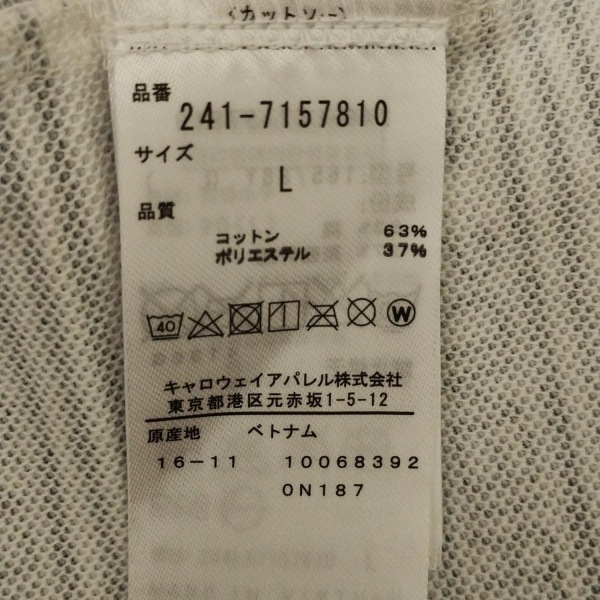 〈カットソー〉
品番
241-7157810
サイズ
L
品質
コットン 63%
ポリエステル 37%
40
W
キャロウェイアパレル株式会社
東京都港区元赤坂1-5-12
原産地 ベトナム
16-11 10068392
0N187